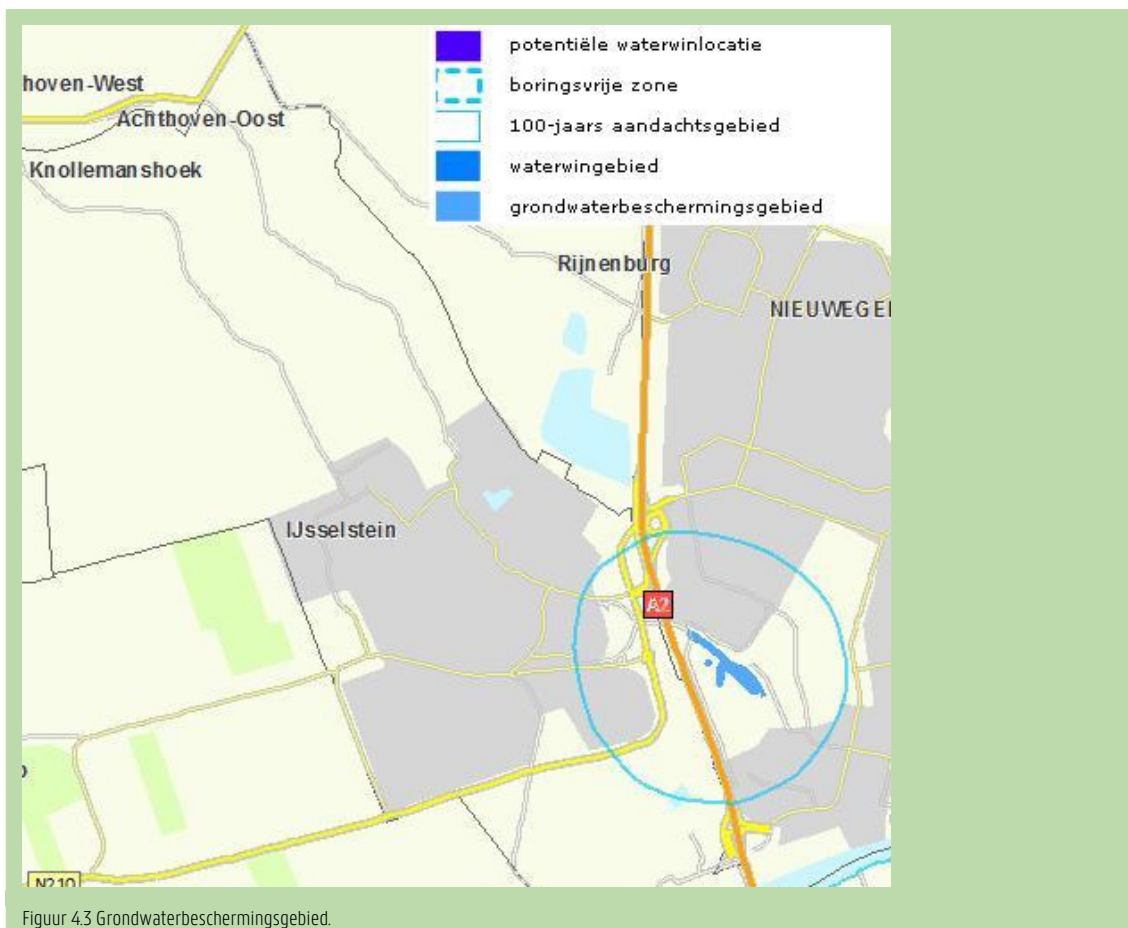 potentiële waterwinlocatie
boringsvrije zone
100-jaars aandachtsgebied
waterwingebied
grondwaterbeschermingsgebied
hoven-West
Achthoven-Oost
Knollemanshoek
Rijnenburg
NIEUWEGEI
IJsselstein
A2
N210
Figuur 4.3 Grondwaterbeschermingsgebied.